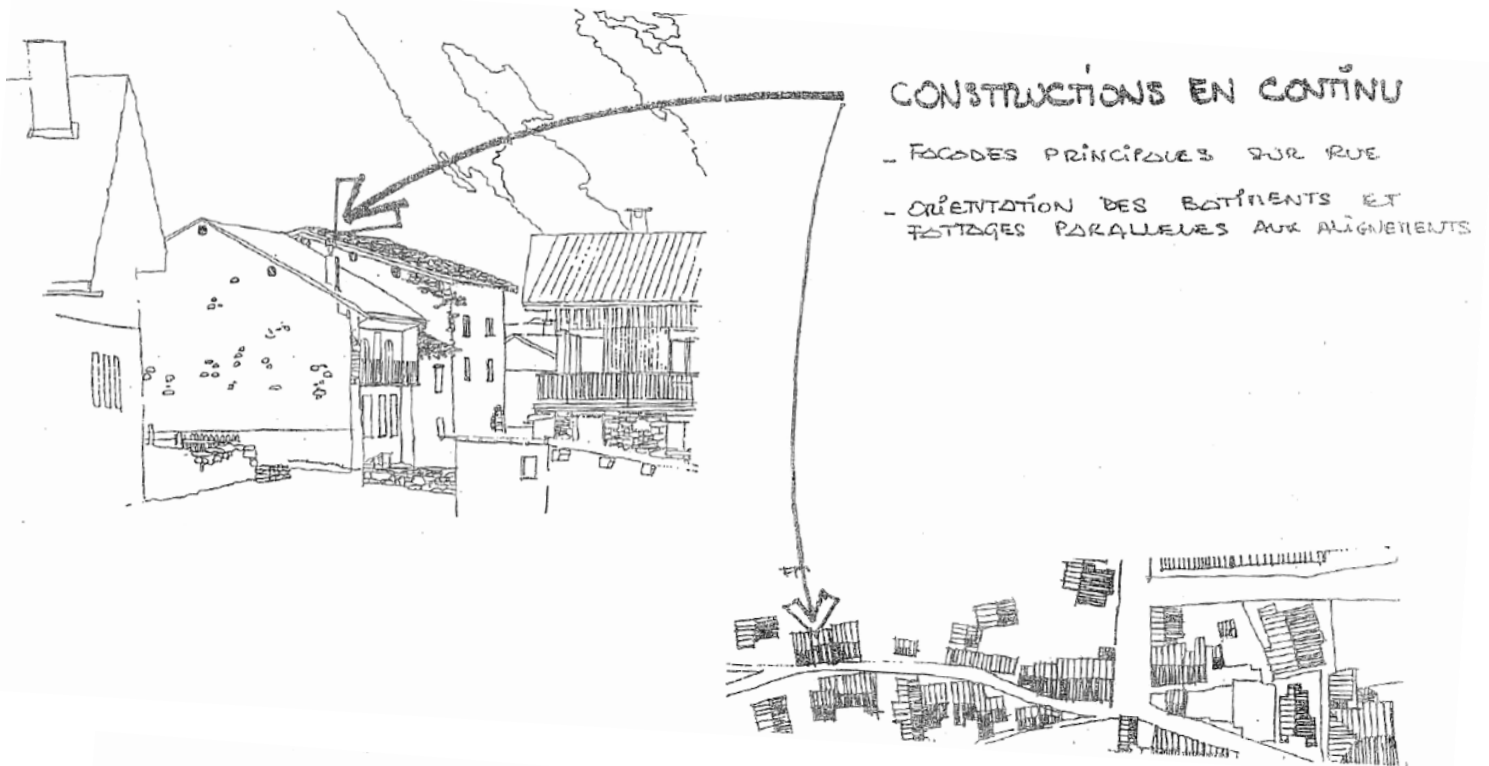 CONSTRUCTIONS EN CONTINU
- FACADES PRINCIPALES SUR RUE
- ORIENTATION DES BATIMENTS ET
FAITAGES PARALLELES AUX ALIGNEMENTS